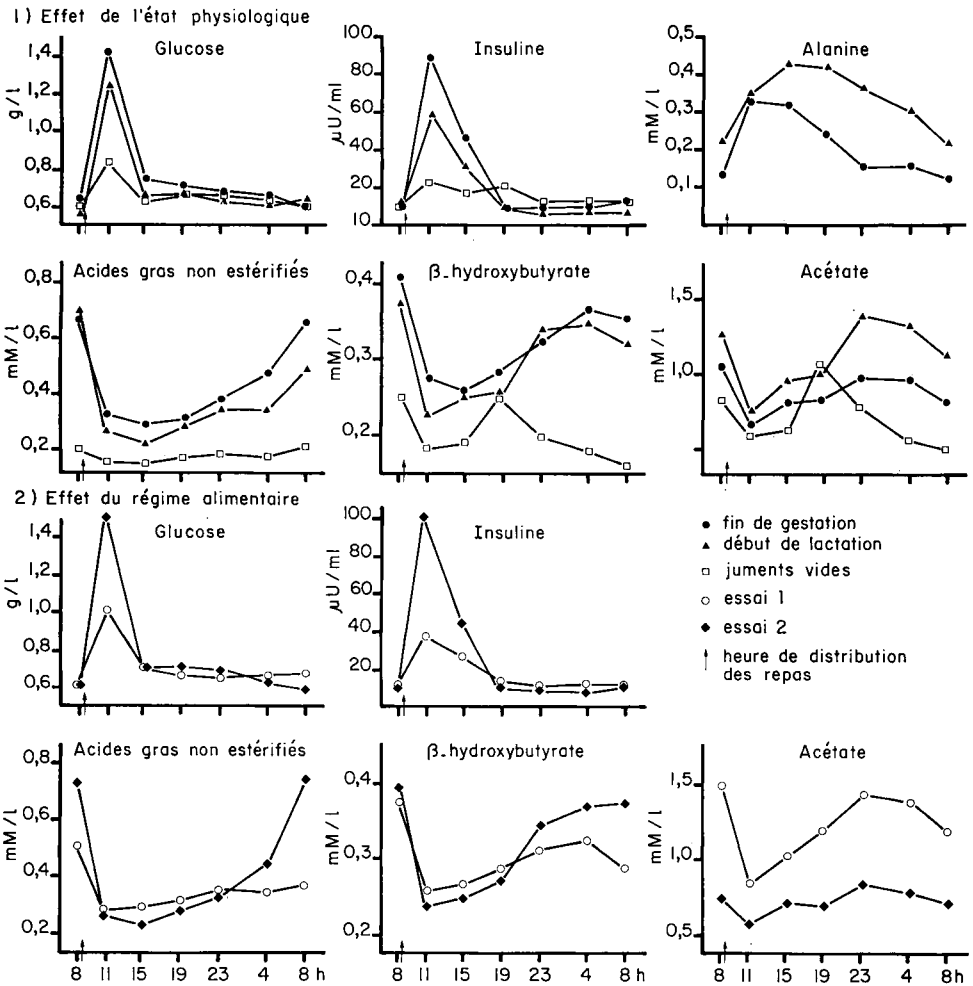 1) Effet de l'état physiologique
Glucose
1,4
1,2
1,0
0,8
0,6
g/l
Insuline
100
80
60
40
20
10
μU/ml
Alanine
0,5
0,4
0,3
0,2
0,1
mM/l
Acides gras non estérifiés
0,8
0,6
0,4
0,2
mM/l
β-hydroxybutyrate
0,4
0,3
0,2
mM/l
Acétate
1,5
1,0
mM/l
2) Effet du régime alimentaire
Glucose
1,4
1,2
1,0
0,8
0,6
g/l
Insuline
100
80
60
40
20
10
μU/ml
● fin de gestation
▲ début de lactation
□ juments vides
○ essai 1
◆ essai 2
↑ heure de distribution
des repas
Acides gras non estérifiés
0,8
0,6
0,4
0,2
mM/l
8 11 15 19 23 4 8 h
β-hydroxybutyrate
0,4
0,3
0,2
mM/l
8 11 15 19 23 4 8h
Acétate
1,5
1,0
0,5
mM/l
8 11 15 19 23 4 8h